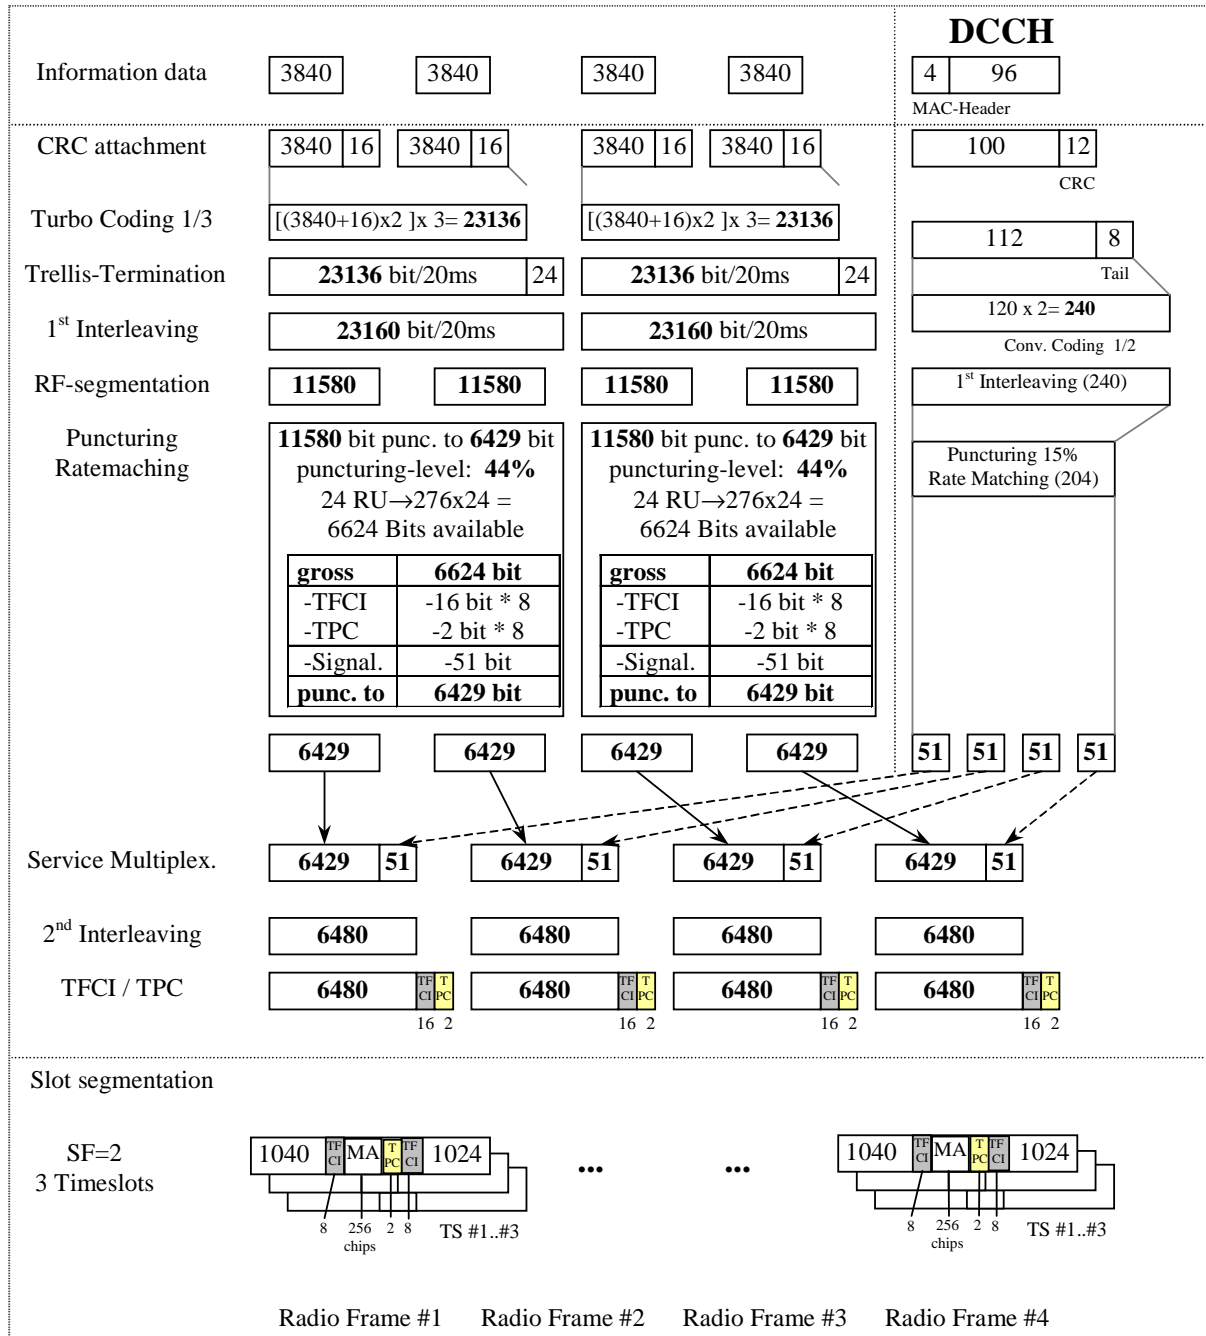 DCCH
Information data 3840 3840 3840 3840 4 96
MAC-Header
CRC attachment 3840 16 3840 16 3840 16 3840 16 100 12
CRC
Turbo Coding 1/3 [(3840+16)x2 ]x 3= 23136 [(3840+16)x2 ]x 3= 23136
112 8
Tail
Trellis-Termination 23136 bit/20ms 24 23136 bit/20ms 24
120 x 2= 240
1st Interleaving 23160 bit/20ms 23160 bit/20ms
Conv. Coding 1/2
RF-segmentation 11580 11580 11580 11580 1st Interleaving (240)
Puncturing
Ratemaching
11580 bit punc. to 6429 bit
puncturing-level: 44%
24 RU→276x24 =
6624 Bits available
gross 6624 bit
-TFCI -16 bit * 8
-TPC -2 bit * 8
-Signal. -51 bit
punc. to 6429 bit
11580 bit punc. to 6429 bit
puncturing-level: 44%
24 RU→276x24 =
6624 Bits available
gross 6624 bit
-TFCI -16 bit * 8
-TPC -2 bit * 8
-Signal. -51 bit
punc. to 6429 bit
Puncturing 15%
Rate Matching (204)
6429 6429 6429 6429 51 51 51 51
Service Multiplex. 6429 51 6429 51 6429 51 6429 51
2nd Interleaving 6480 6480 6480 6480
TFCI / TPC 6480 TF CI T PC 6480 TF CI T PC 6480 TF CI T PC 6480 TF CI T PC
16 2 16 2 16 2 16 2
Slot segmentation
SF=2
3 Timeslots
1040 TF CI MA T PC TF CI 1024 ... ... 1040 TF CI MA T PC TF CI 1024
8 256 2 8 TS #1..#3 8 256 2 8 TS #1..#3
chips chips
Radio Frame #1 Radio Frame #2 Radio Frame #3 Radio Frame #4